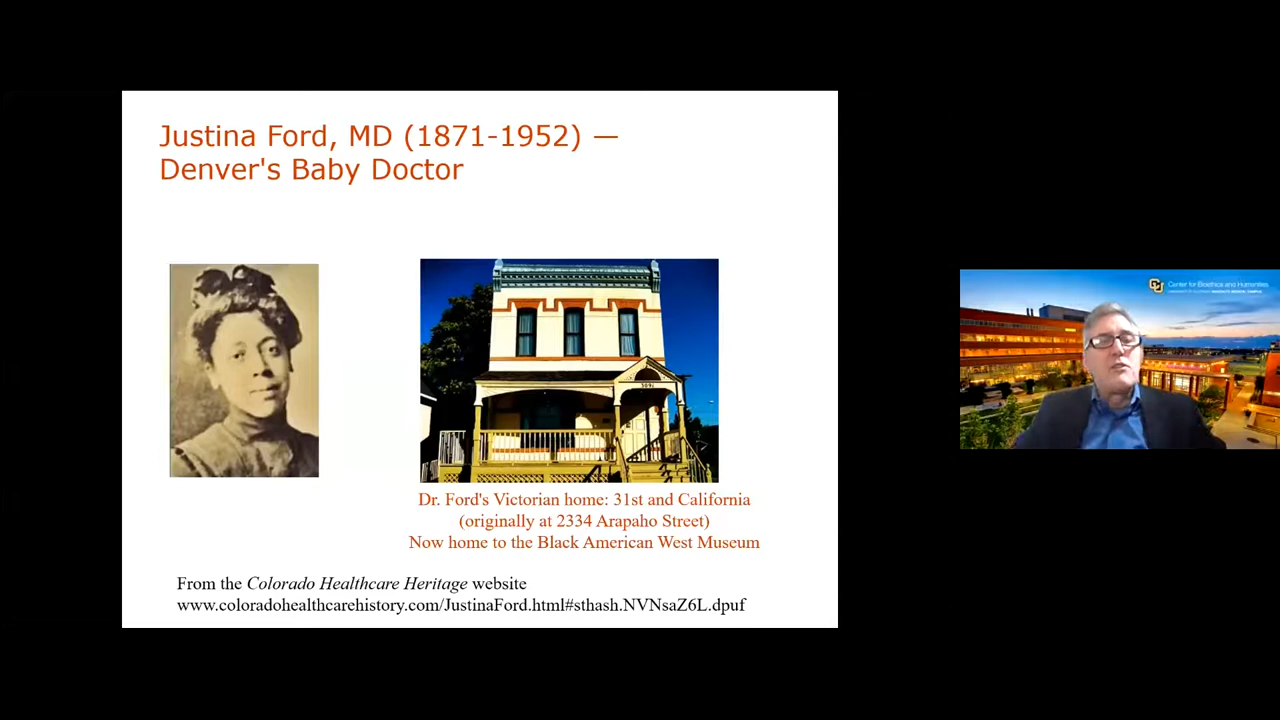 Justina Ford, MD (1871-1952) —
Denver's Baby Doctor
Dr. Ford's Victorian home: 31st and California
(originally at 2334 Arapaho Street)
Now home to the Black American West Museum
From the Colorado Healthcare Heritage website
www.coloradohealthcarehistory.com/JustinaFord.html#sthash.NVNsaZ6L.dpuf
Center for Bioethics and Humanities